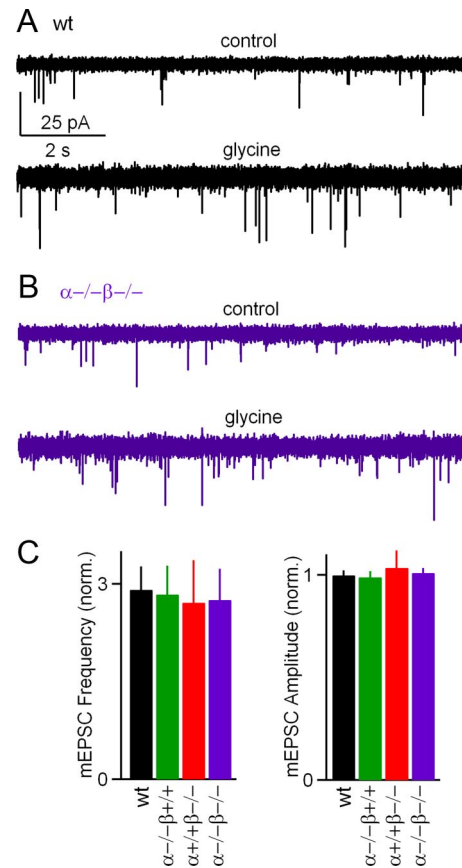 A wt
control
25 pA
2 s
glycine
B α−/−β−/−
control
glycine
C
mEPSC Frequency (norm.)
3
0
wt
α−/−β+/+
α+/+β−/−
α−/−β−/−
mEPSC Amplitude (norm.)
1
0
wt
α−/−β+/+
α+/+β−/−
α−/−β−/−